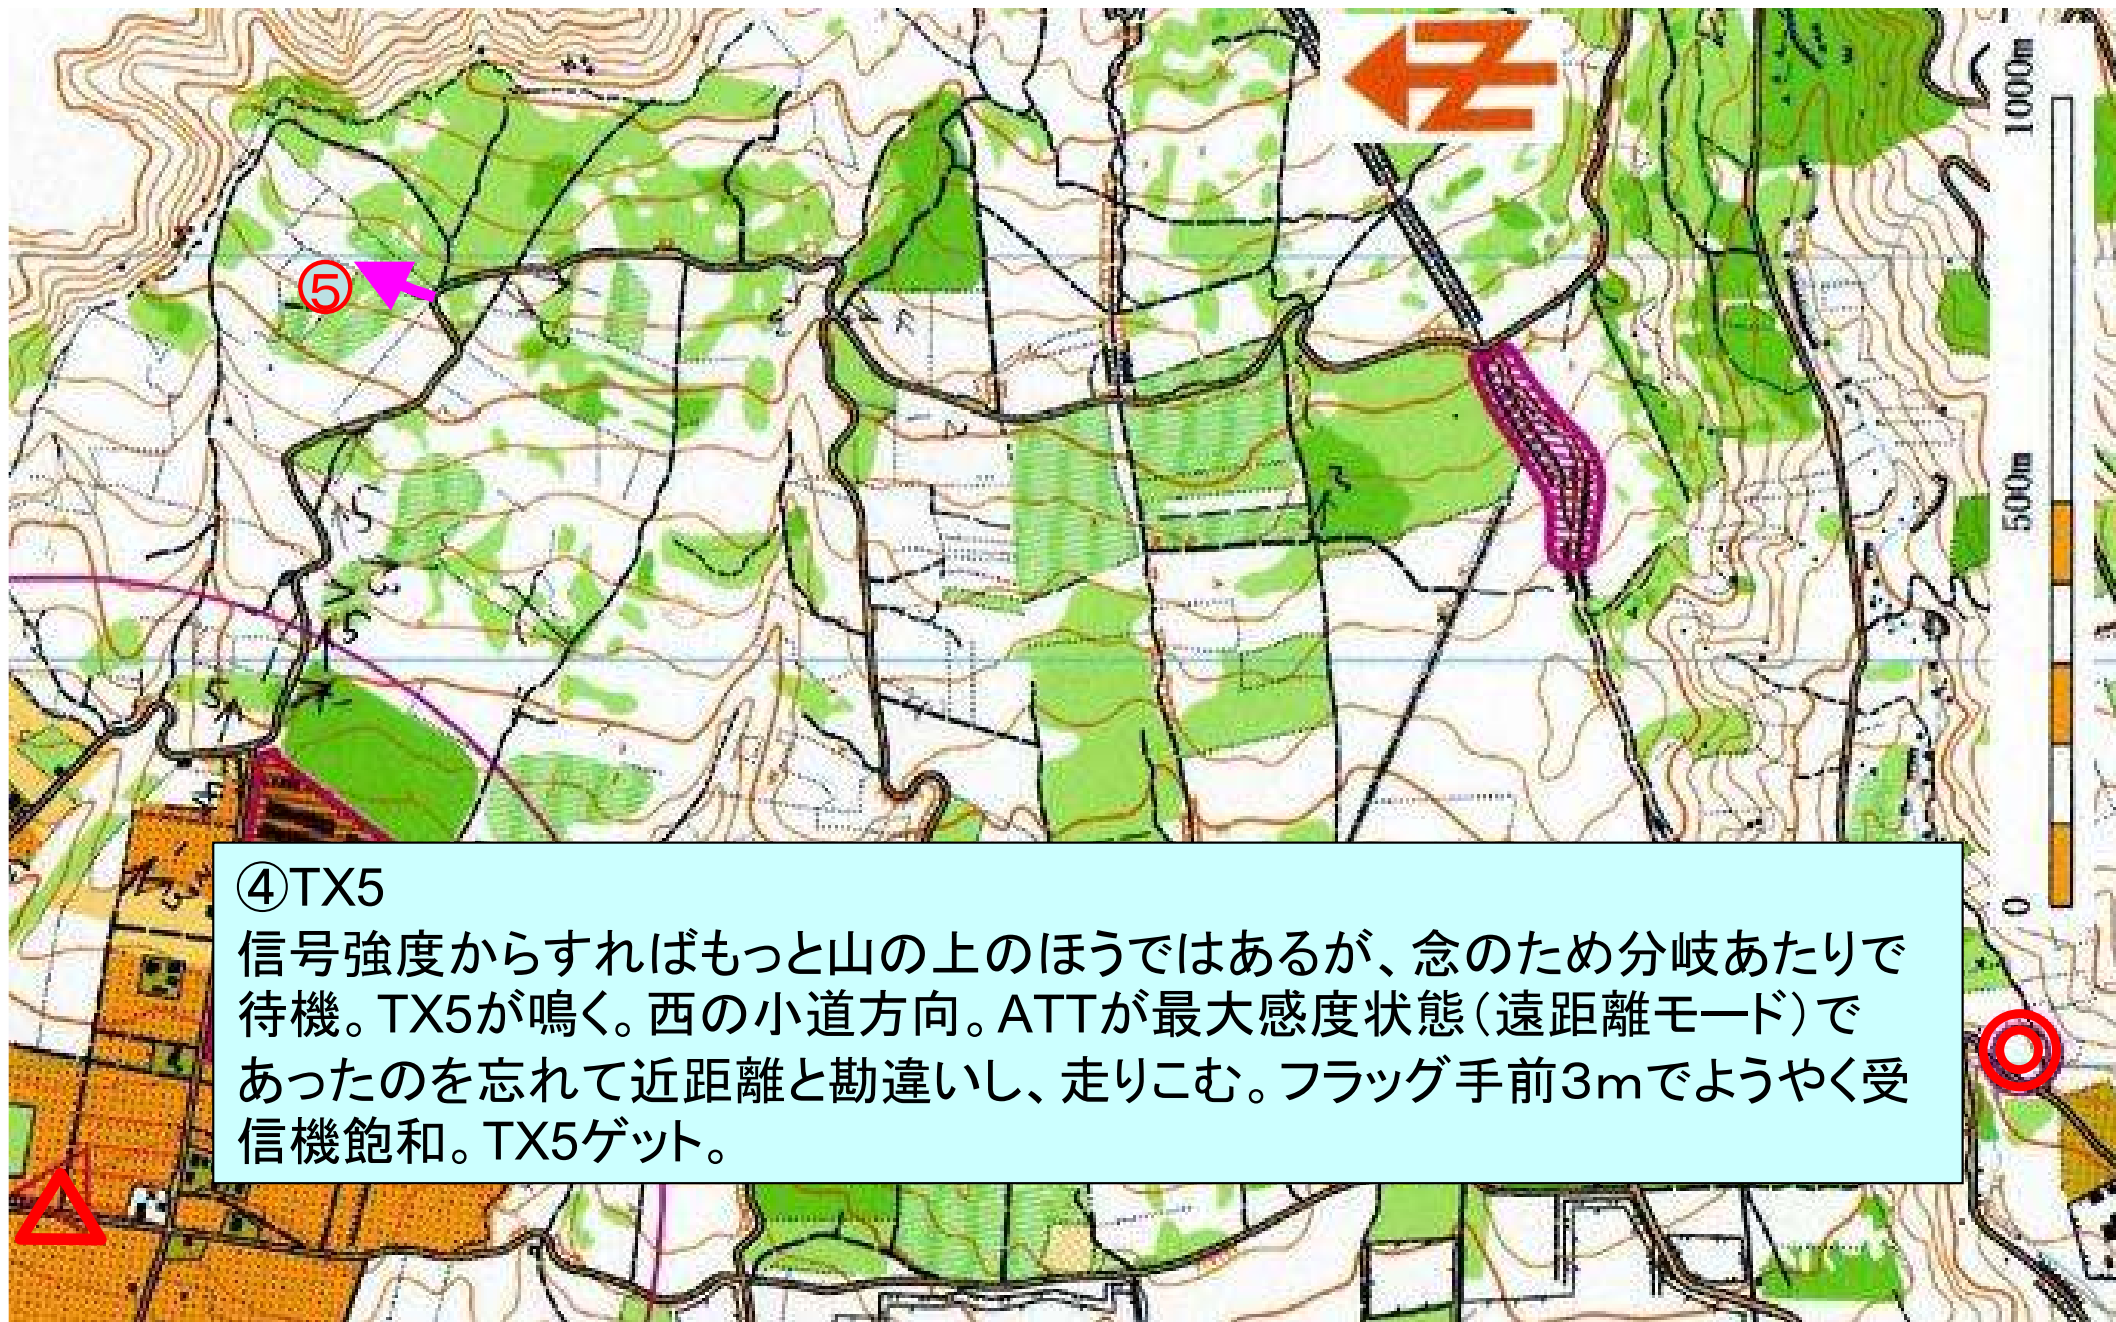 N
1000m
500m
0
⑤
④TX5
信号強度からすればもっと山の上のほうではあるが、念のため分岐あたりで
待機。TX5が鳴く。西の小道方向。ATTが最大感度状態（遠距離モード）で
あったのを忘れて近距離と勘違いし、走りこむ。フラッグ手前３ｍでようやく受
信機飽和。TX5ゲット。